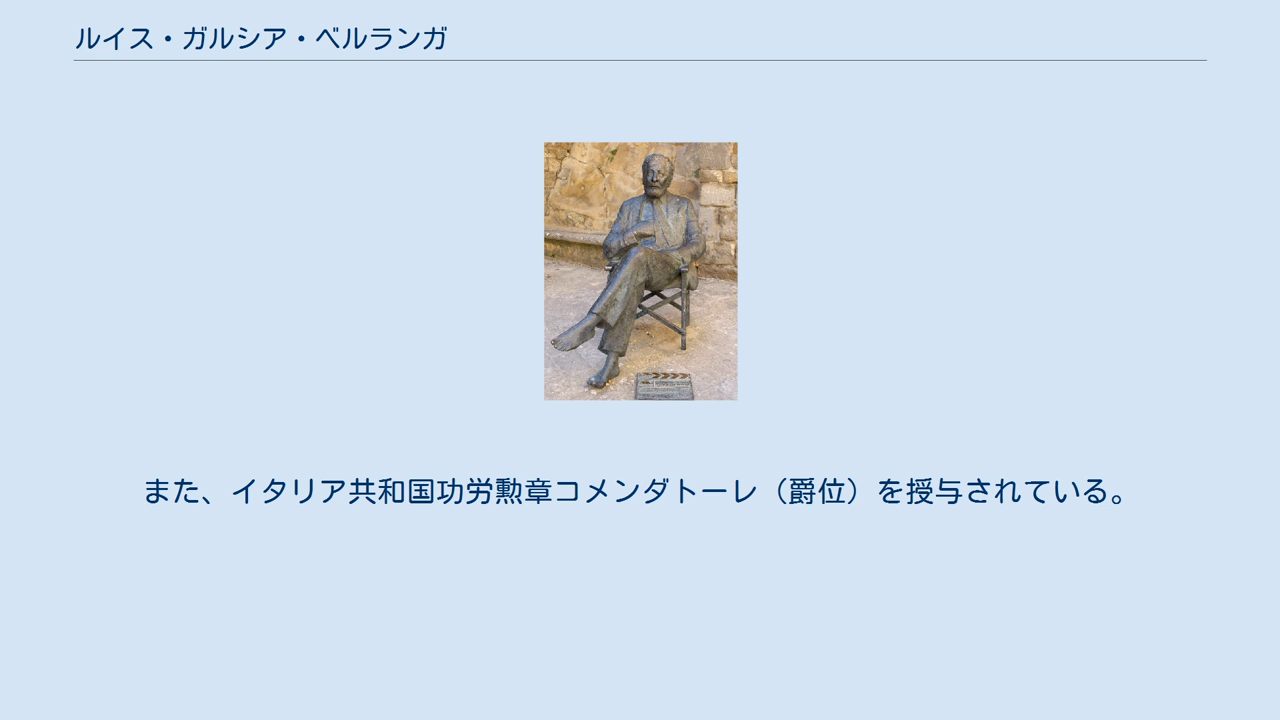 ルイス・ガルシア・ベルランガ
また、イタリア共和国功労勲章コメンダトーレ（爵位）を授与されている。